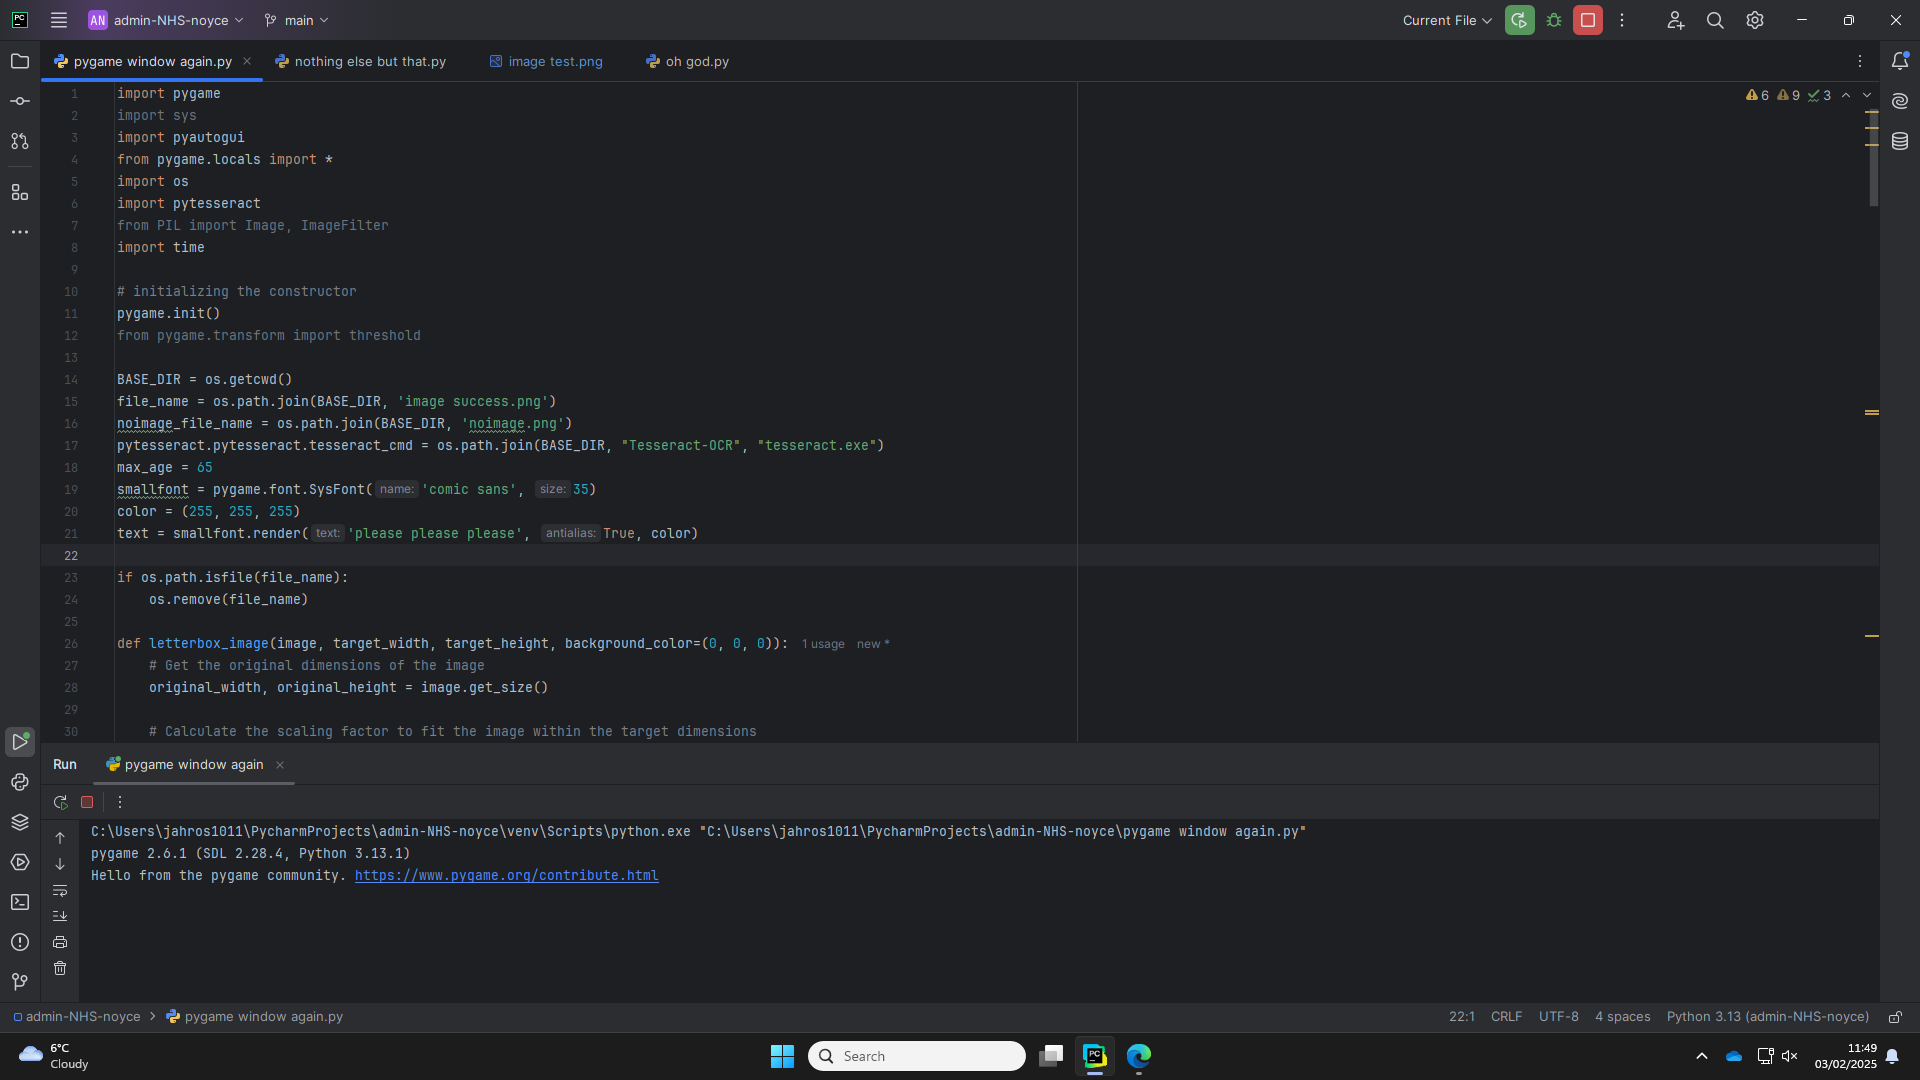 PC
AN admin-NHS-noyce main Current File
pygame window again.py nothing else but that.py image test.png oh god.py
6 9 3
1 import pygame
2 import sys
3 import pyautogui
4 from pygame.locals import *
5 import os
6 import pytesseract
7 from PIL import Image, ImageFilter
8 import time
9
10 # initializing the constructor
11 pygame.init()
12 from pygame.transform import threshold
13
14 BASE_DIR = os.getcwd()
15 file_name = os.path.join(BASE_DIR, 'image success.png')
16 noimage_file_name = os.path.join(BASE_DIR, 'noimage.png')
17 pytesseract.pytesseract.tesseract_cmd = os.path.join(BASE_DIR, "Tesseract-OCR", "tesseract.exe")
18 max_age = 65
19 smallfont = pygame.font.SysFont( name: 'comic sans', size: 35)
20 color = (255, 255, 255)
21 text = smallfont.render( text: 'please please please', antialias: True, color)
22
23 if os.path.isfile(file_name):
24 os.remove(file_name)
25
26 def letterbox_image(image, target_width, target_height, background_color=(0, 0, 0)): 1 usage new *
27 # Get the original dimensions of the image
28 original_width, original_height = image.get_size()
29
30 # Calculate the scaling factor to fit the image within the target dimensions
Run pygame window again
C:\Users\jahros1011\PycharmProjects\admin-NHS-noyce\venv\Scripts\python.exe "C:\Users\jahros1011\PycharmProjects\admin-NHS-noyce\pygame window again.py"
pygame 2.6.1 (SDL 2.28.4, Python 3.13.1)
Hello from the pygame community. https://www.pygame.org/contribute.html
admin-NHS-noyce > pygame window again.py 22:1 CRLF UTF-8 4 spaces Python 3.13 (admin-NHS-noyce)
6°C
Cloudy
Search
PC
11:49
03/02/2025